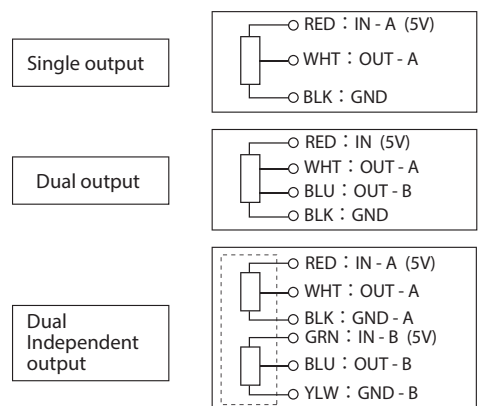 Single output
RED：IN - A (5V)
WHT：OUT - A
BLK：GND
Dual output
RED：IN (5V)
WHT：OUT - A
BLU：OUT - B
BLK：GND
Dual
Independent
output
RED：IN - A (5V)
WHT：OUT - A
BLK：GND - A
GRN：IN - B (5V)
BLU：OUT - B
YLW：GND - B